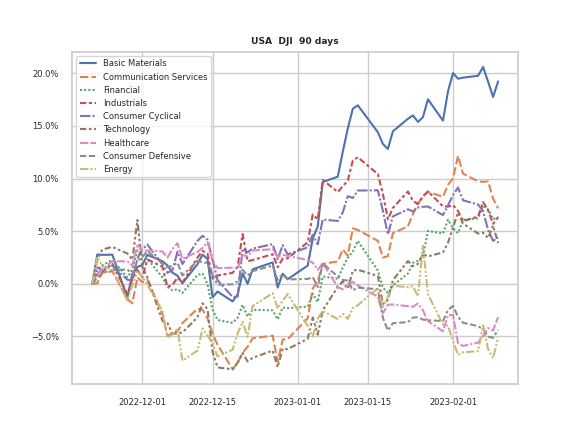 USA  DJI  90 days
20.0%
15.0%
10.0%
5.0%
0.0%
−5.0%
Basic Materials
Communication Services
Financial
Industrials
Consumer Cyclical
Technology
Healthcare
Consumer Defensive
Energy
2022-12-01
2022-12-15
2023-01-01
2023-01-15
2023-02-01